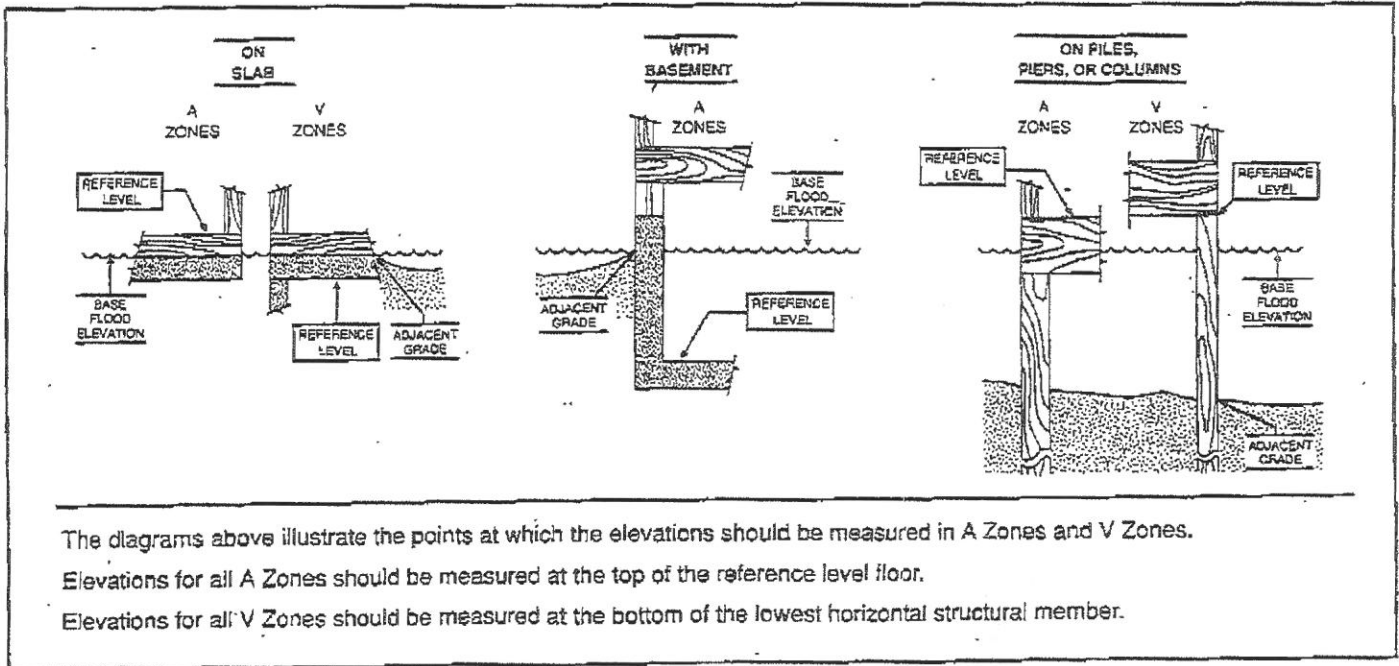 ON
SLAB
A
ZONES
V
ZONES
REFERENCE
LEVEL
BASE
FLOOD
ELEVATION
REFERENCE
LEVEL
ADJACENT
GRADE
WITH
BASEMENT
A
ZONES
BASE
FLOOD
ELEVATION
ADJACENT
GRADE
REFERENCE
LEVEL
ON PILES,
PIERS, OR COLUMNS
A
ZONES
V
ZONES
REFERENCE
LEVEL
REFERENCE
LEVEL
BASE
FLOOD
ELEVATION
ADJACENT
GRADE
The diagrams above illustrate the points at which the elevations should be measured in A Zones and V Zones.
Elevations for all A Zones should be measured at the top of the reference level floor.
Elevations for all V Zones should be measured at the bottom of the lowest horizontal structural member.